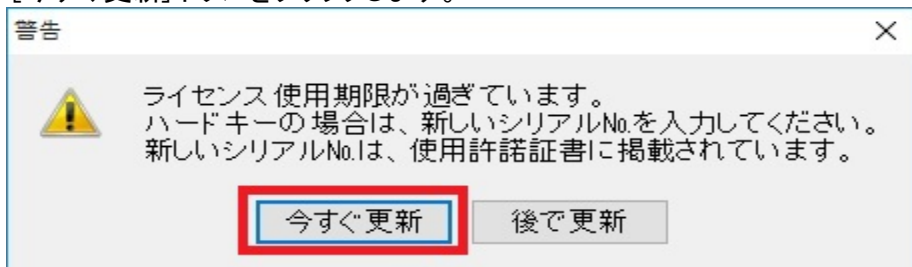 [今すぐ更新]ボタンをクリックします。
警告
ライセンス使用期限が過ぎています。
ハードキーの場合は、新しいシリアル№を入力してください。
新しいシリアル№は、使用許諾証書に掲載されています。
今すぐ更新 後で更新